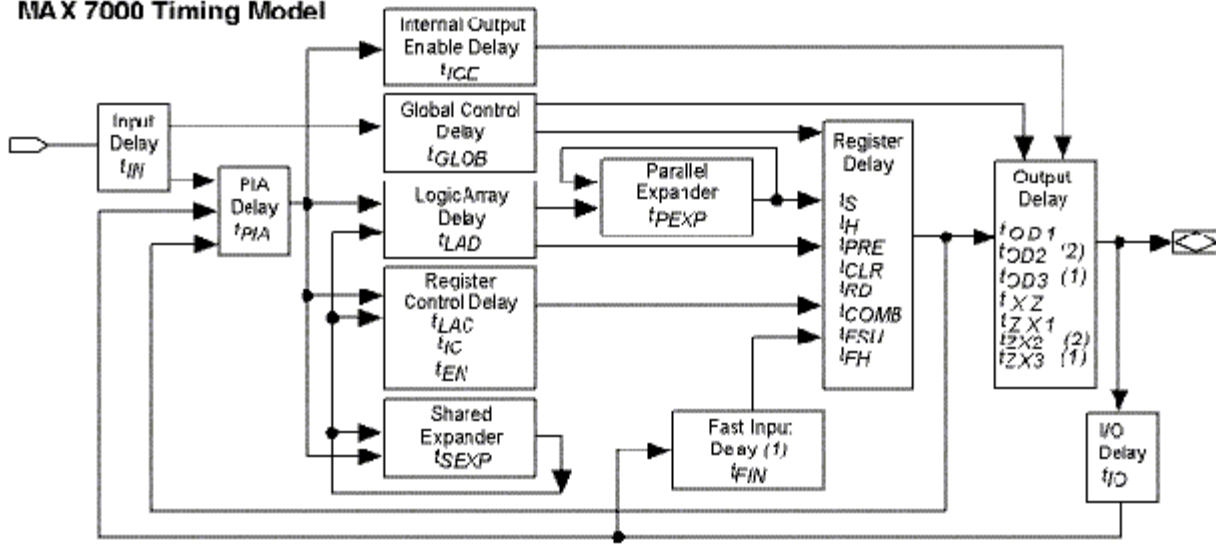 MAX 7000 Timing Model
Internal Output
Enable Delay
tIOE
Input
Delay
tIN
Global Control
Delay
tGLOB
PIA
Delay
tPIA
Logic Array
Delay
tLAD
Parallel
Expander
tPEXP
Register
Control Delay
tLAC
tIC
tEN
Shared
Expander
tSEXP
Fast Input
Delay (1)
tFIN
Register
Delay
tS
tH
tPRE
tCLR
tRD
tCOMB
tFSU
tFH
Output
Delay
tOD1
tOD2 (2)
tOD3 (1)
tXZ
tZX1
tZX2 (2)
tZX3 (1)
I/O
Delay
tIO